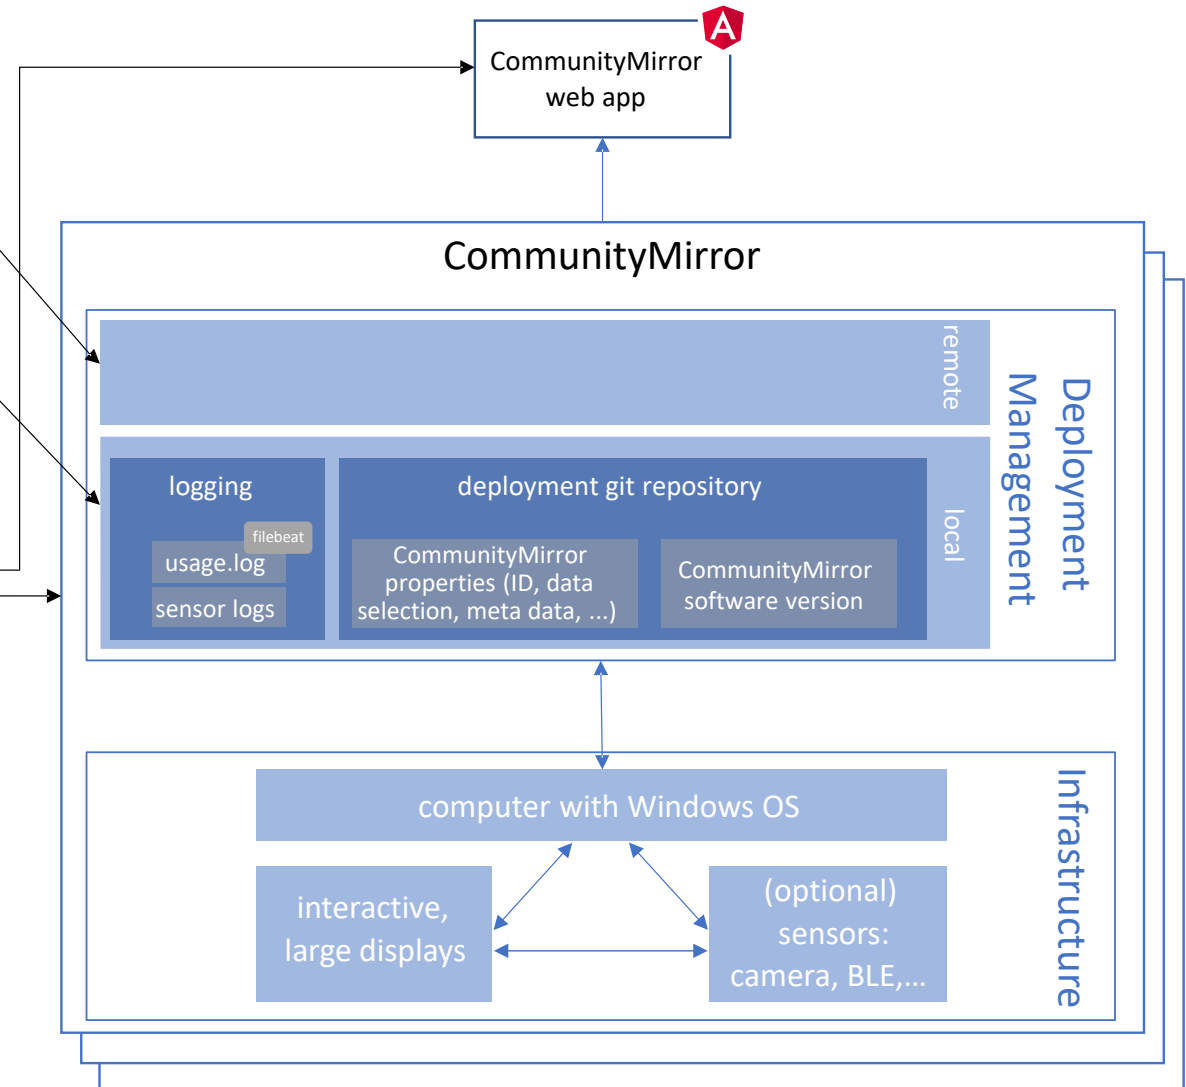 A
CommunityMirror
web app
CommunityMirror
remote
Deployment
Management
local
logging
filebeat
usage.log
sensor logs
deployment git repository
CommunityMirror
properties (ID, data
selection, meta data, ...)
CommunityMirror
software version
Infrastructure
computer with Windows OS
interactive,
large displays
(optional)
sensors:
camera, BLE,...